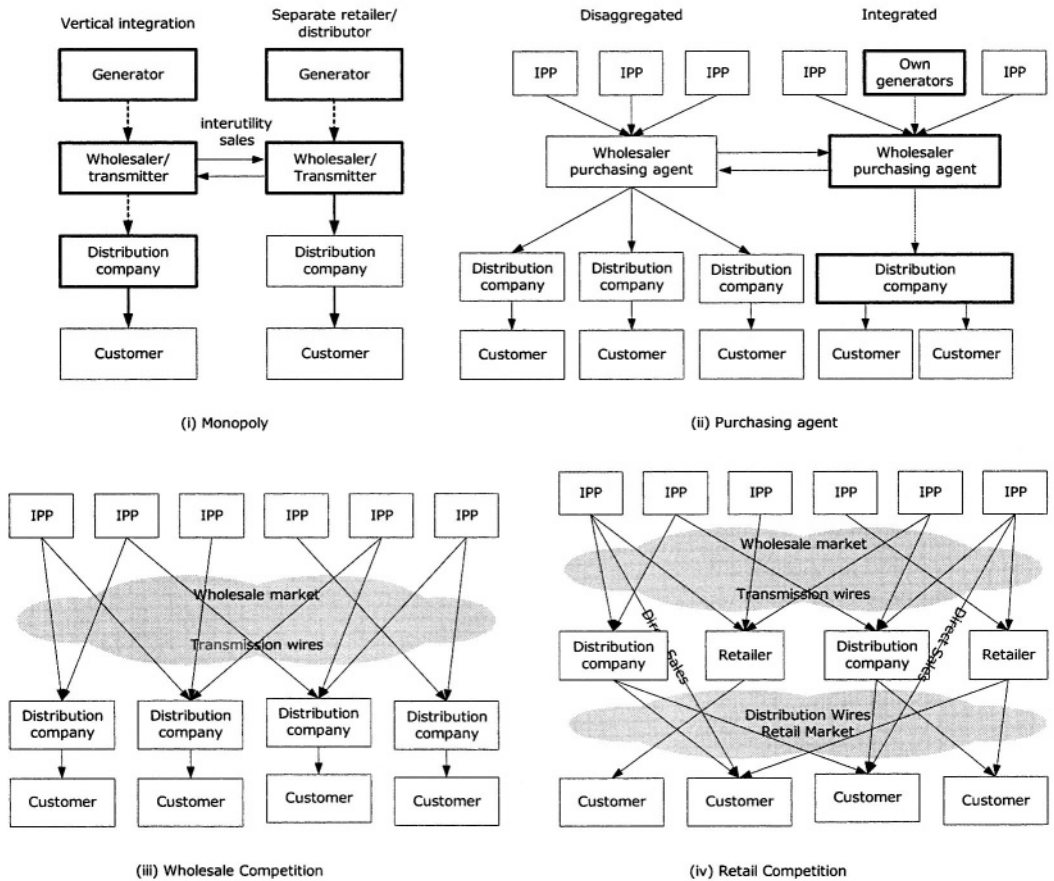 Vertical integration
Separate retailer/
distributor
Generator
Generator
interutility
sales
Wholesaler/
transmitter
Wholesaler/
Transmitter
Distribution
company
Distribution
company
Customer
Customer
(i) Monopoly
Disaggregated
Integrated
IPP
IPP
IPP
IPP
Own
generators
IPP
Wholesaler
purchasing agent
Wholesaler
purchasing agent
Distribution
company
Distribution
company
Distribution
company
Distribution
company
Customer
Customer
Customer
Customer
Customer
(ii) Purchasing agent
IPP
IPP
IPP
IPP
IPP
IPP
Wholesale market
Transmission wires
Distribution
company
Distribution
company
Distribution
company
Distribution
company
Customer
Customer
Customer
Customer
(iii) Wholesale Competition
IPP
IPP
IPP
IPP
IPP
IPP
Wholesale market
Transmission wires
Sales
Direct Sales
Distribution
company
Retailer
Distribution
company
Retailer
Distribution Wires
Retail Market
Customer
Customer
Customer
Customer
(iv) Retail Competition